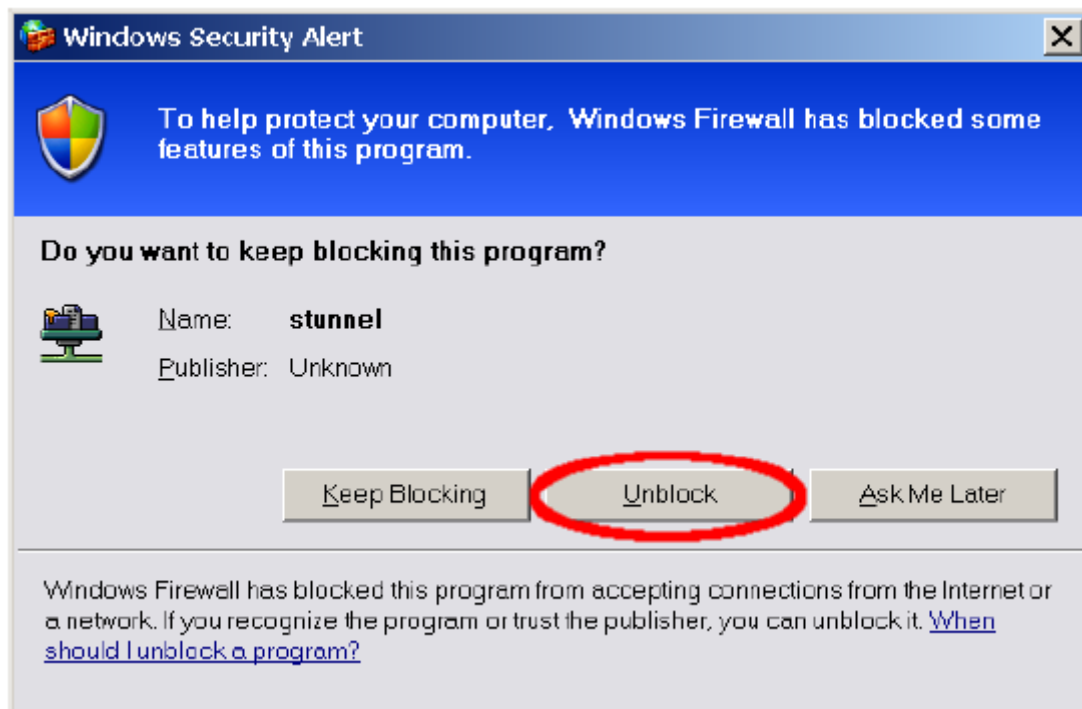 Windows Security Alert
To help protect your computer, Windows Firewall has blocked some
features of this program.
Do you want to keep blocking this program?
Name: stunnel
Publisher: Unknown
Keep Blocking Unblock Ask Me Later
Windows Firewall has blocked this program from accepting connections from the Internet or
a network. If you recognize the program or trust the publisher, you can unblock it. When
should I unblock a program?